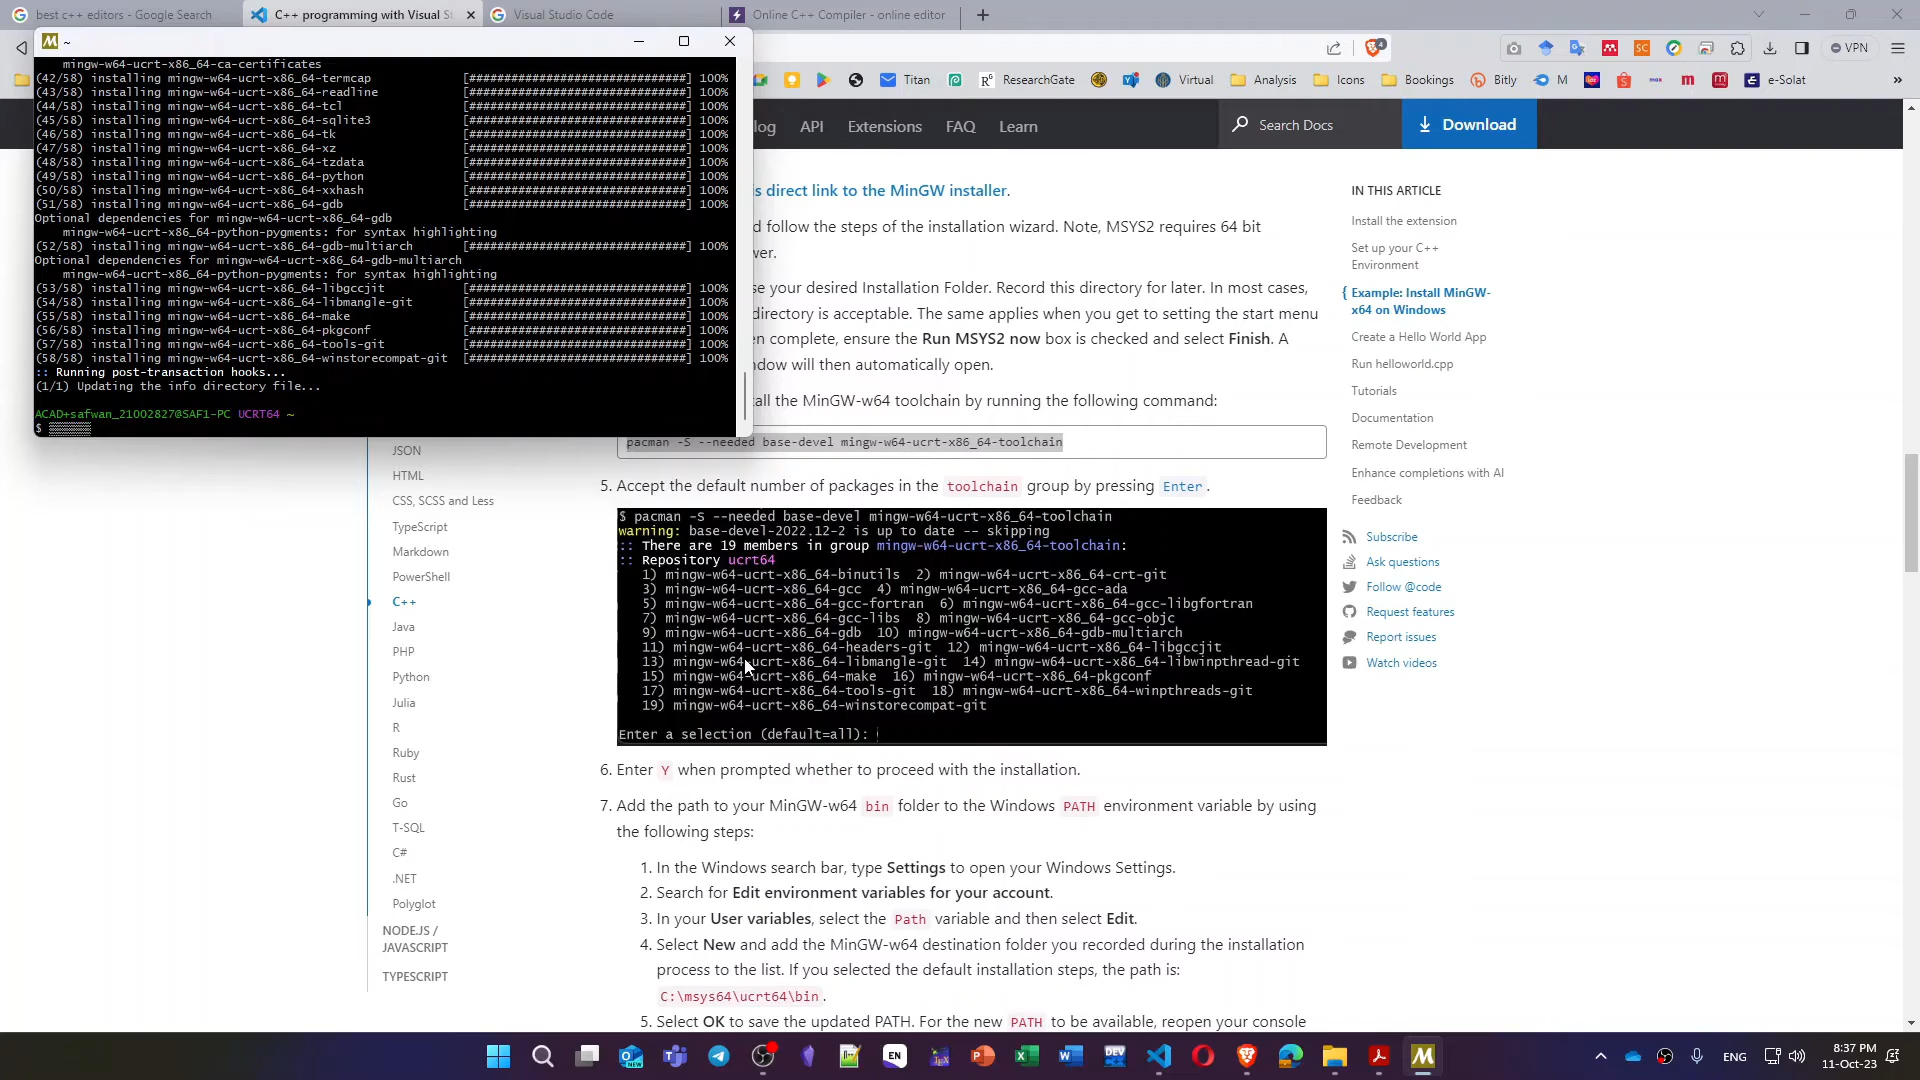 best c++ editors - Google Search
C++ programming with Visual St
Visual Studio Code
Online C++ Compiler - online editor
~
4
VPN
Titan
ResearchGate
Virtual
Analysis
Icons
Bookings
Bitly
M
e-Solat
»
log
API
Extensions
FAQ
Learn
Search Docs
Download
mingw-w64-ucrt-x86_64-ca-certificates
(42/58) installing mingw-w64-ucrt-x86_64-termcap [################################] 100%
(43/58) installing mingw-w64-ucrt-x86_64-readline [################################] 100%
(44/58) installing mingw-w64-ucrt-x86_64-tcl [################################] 100%
(45/58) installing mingw-w64-ucrt-x86_64-sqlite3 [################################] 100%
(46/58) installing mingw-w64-ucrt-x86_64-tk [################################] 100%
(47/58) installing mingw-w64-ucrt-x86_64-xz [################################] 100%
(48/58) installing mingw-w64-ucrt-x86_64-tzdata [################################] 100%
(49/58) installing mingw-w64-ucrt-x86_64-python [################################] 100%
(50/58) installing mingw-w64-ucrt-x86_64-xxhash [################################] 100%
(51/58) installing mingw-w64-ucrt-x86_64-gdb [################################] 100%
Optional dependencies for mingw-w64-ucrt-x86_64-gdb
mingw-w64-ucrt-x86_64-python-pygments: for syntax highlighting
(52/58) installing mingw-w64-ucrt-x86_64-gdb-multiarch [################################] 100%
Optional dependencies for mingw-w64-ucrt-x86_64-gdb-multiarch
mingw-w64-ucrt-x86_64-python-pygments: for syntax highlighting
(53/58) installing mingw-w64-ucrt-x86_64-libgccjit [################################] 100%
(54/58) installing mingw-w64-ucrt-x86_64-libmangle-git [################################] 100%
(55/58) installing mingw-w64-ucrt-x86_64-make [################################] 100%
(56/58) installing mingw-w64-ucrt-x86_64-pkgconf [################################] 100%
(57/58) installing mingw-w64-ucrt-x86_64-tools-git [################################] 100%
(58/58) installing mingw-w64-ucrt-x86_64-winstorecompat-git [################################] 100%
:: Running post-transaction hooks...
(1/1) Updating the info directory file...
ACAD+safwan_21002827@SAF1-PC UCRT64 ~
$
s direct link to the MinGW installer.
d follow the steps of the installation wizard. Note, MSYS2 requires 64 bit
wer.
se your desired Installation Folder. Record this directory for later. In most cases,
directory is acceptable. The same applies when you get to setting the start menu
en complete, ensure the Run MSYS2 now box is checked and select Finish. A
ndow will then automatically open.
all the MinGW-w64 toolchain by running the following command:
pacman -S --needed base-devel mingw-w64-ucrt-x86_64-toolchain
5. Accept the default number of packages in the toolchain group by pressing Enter.
$ pacman -S --needed base-devel mingw-w64-ucrt-x86_64-toolchain
warning: base-devel-2022.12-2 is up to date -- skipping
:: There are 19 members in group mingw-w64-ucrt-x86_64-toolchain:
:: Repository ucrt64
1) mingw-w64-ucrt-x86_64-binutils 2) mingw-w64-ucrt-x86_64-crt-git
3) mingw-w64-ucrt-x86_64-gcc 4) mingw-w64-ucrt-x86_64-gcc-ada
5) mingw-w64-ucrt-x86_64-gcc-fortran 6) mingw-w64-ucrt-x86_64-gcc-libgfortran
7) mingw-w64-ucrt-x86_64-gcc-libs 8) mingw-w64-ucrt-x86_64-gcc-objc
9) mingw-w64-ucrt-x86_64-gdb 10) mingw-w64-ucrt-x86_64-gdb-multiarch
11) mingw-w64-ucrt-x86_64-headers-git 12) mingw-w64-ucrt-x86_64-libgccjit
13) mingw-w64-ucrt-x86_64-libmangle-git 14) mingw-w64-ucrt-x86_64-libwinpthread-git
15) mingw-w64-ucrt-x86_64-make 16) mingw-w64-ucrt-x86_64-pkgconf
17) mingw-w64-ucrt-x86_64-tools-git 18) mingw-w64-ucrt-x86_64-winpthreads-git
19) mingw-w64-ucrt-x86_64-winstorecompat-git
Enter a selection (default=all):
6. Enter Y when prompted whether to proceed with the installation.
7. Add the path to your MinGW-w64 bin folder to the Windows PATH environment variable by using
the following steps:
1. In the Windows search bar, type Settings to open your Windows Settings.
2. Search for Edit environment variables for your account.
3. In your User variables, select the Path variable and then select Edit.
4. Select New and add the MinGW-w64 destination folder you recorded during the installation
process to the list. If you selected the default installation steps, the path is:
C:\msys64\ucrt64\bin.
5. Select OK to save the updated PATH. For the new PATH to be available, reopen your console
JSON
HTML
CSS, SCSS and Less
TypeScript
Markdown
PowerShell
C++
Java
PHP
Python
Julia
R
Ruby
Rust
Go
T-SQL
C#
.NET
Polyglot
NODE.JS /
JAVASCRIPT
TYPESCRIPT
IN THIS ARTICLE
Install the extension
Set up your C++
Environment
Example: Install MinGW-
x64 on Windows
Create a Hello World App
Run helloworld.cpp
Tutorials
Documentation
Remote Development
Enhance completions with AI
Feedback
Subscribe
Ask questions
Follow @code
Request features
Report issues
Watch videos
EN
DEV
ENG
8:37 PM
11-Oct-23